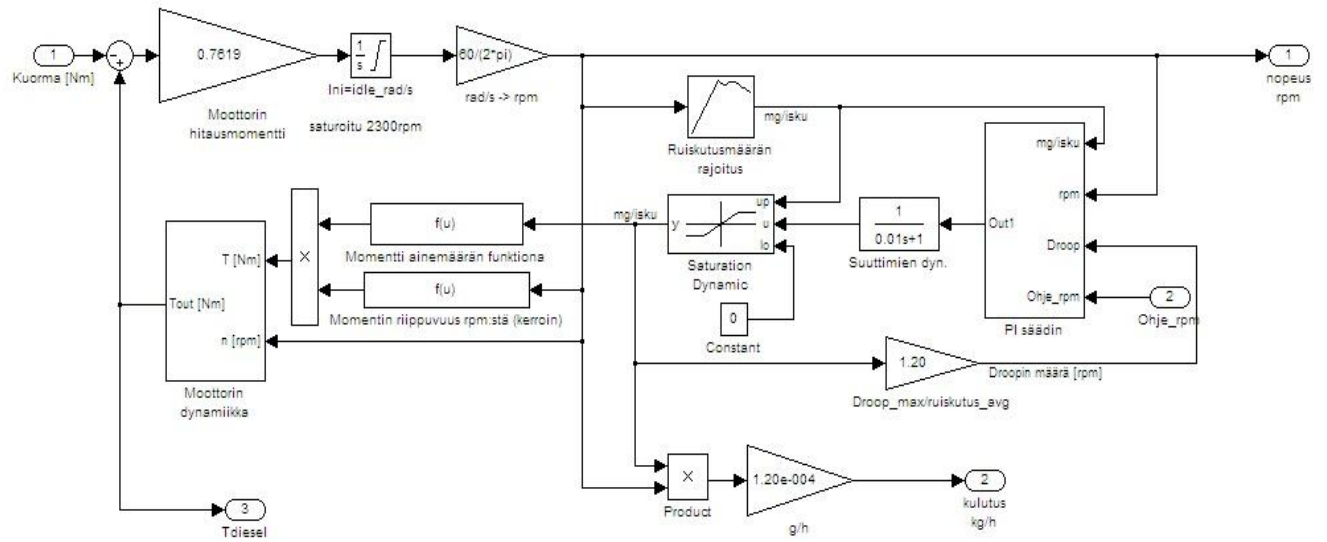 1
Kuorma [Nm]
-
+
0.7619
Moottorin
hitausmomentti
1
s
Ini=idle_rad/s
saturoitu 2300rpm
60/(2*pi)
rad/s -> rpm
1
nopeus
rpm
mg/isku
Ruiskutusmäärän
rajoitus
mg/isku
rpm
Droop
Ohje_rpm
Out1
PI säädin
2
Ohje_rpm
1
0.01s+1
Suuttimien dyn.
up
u
lo
y
Saturation
Dynamic
mg/isku
0
Constant
f(u)
Momentti ainemäärän funktiona
f(u)
Momentin riippuvuus rpm:stä (kerroin)
×
T [Nm]
Tout [Nm]
n [rpm]
Moottorin
dynamiikka
1.20
Droopin määrä [rpm]
Droop_max/ruiskutus_avg
×
Product
1.20e-004
g/h
2
kulutus
kg/h
3
Tdiesel